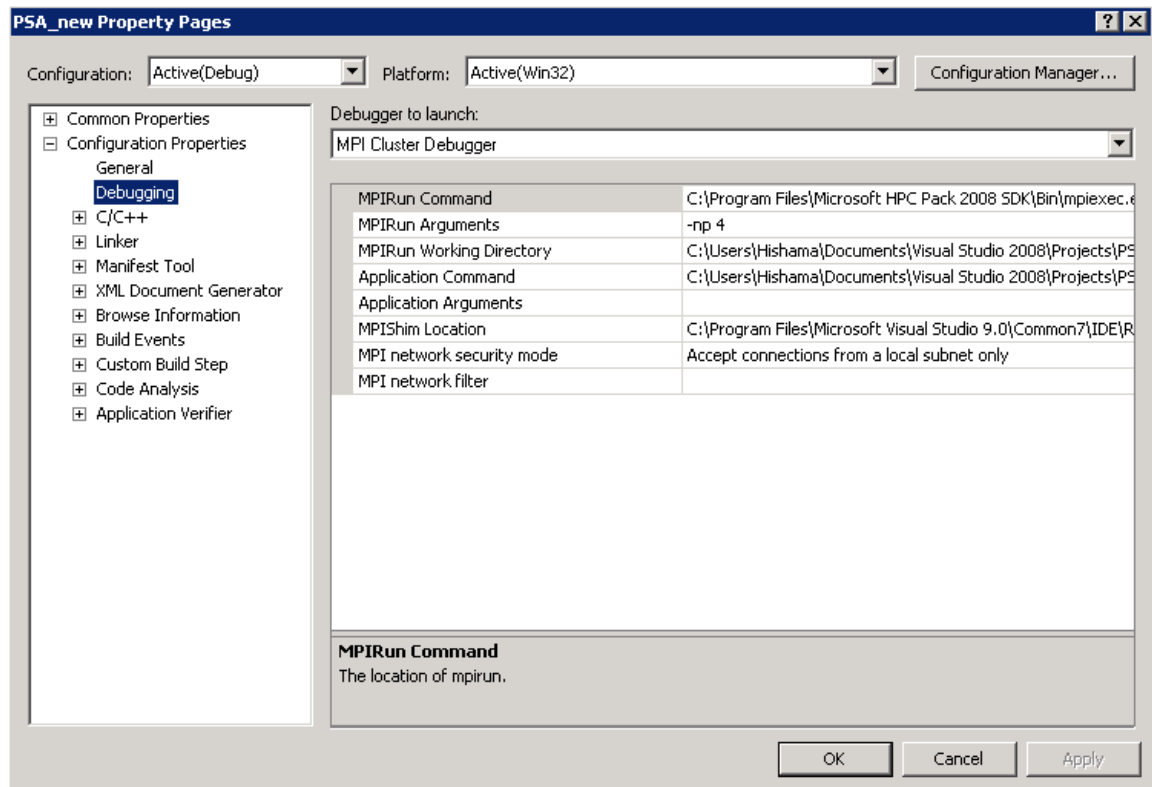 PSA_new Property Pages
Configuration: Active(Debug) Platform: Active(Win32) Configuration Manager...
Common Properties
Configuration Properties
General
Debugging
C/C++
Linker
Manifest Tool
XML Document Generator
Browse Information
Build Events
Custom Build Step
Code Analysis
Application Verifier
Debugger to launch:
MPI Cluster Debugger
MPIRun Command C:\Program Files\Microsoft HPC Pack 2008 SDK\Bin\mpiexec.e
MPIRun Arguments -np 4
MPIRun Working Directory C:\Users\Hishama\Documents\Visual Studio 2008\Projects\PS
Application Command C:\Users\Hishama\Documents\Visual Studio 2008\Projects\PS
Application Arguments
MPIShim Location C:\Program Files\Microsoft Visual Studio 9.0\Common7\IDE\R
MPI network security mode Accept connections from a local subnet only
MPI network filter
MPIRun Command
The location of mpirun.
OK Cancel Apply